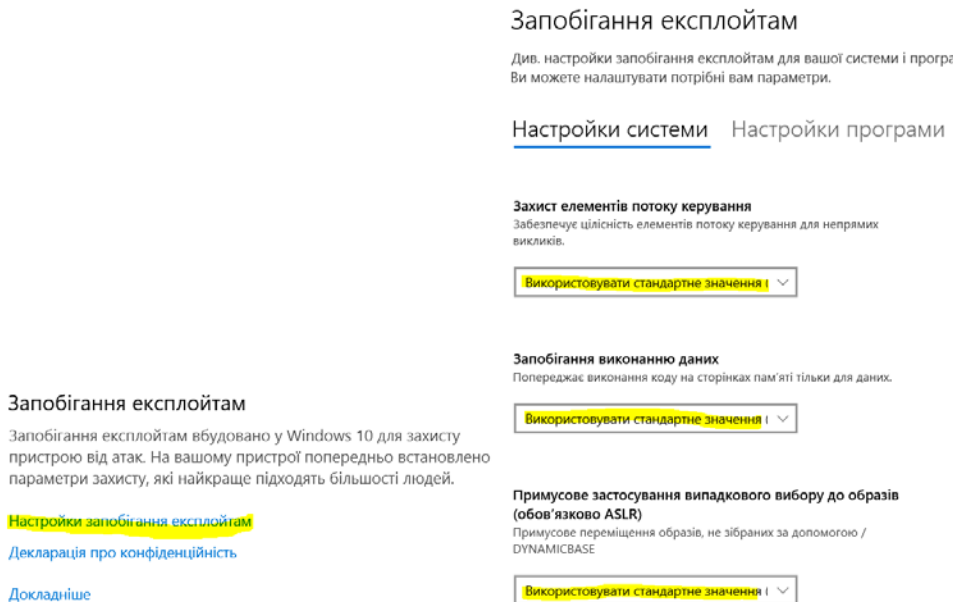 Запобігання експлойтам
Запобігання експлойтам вбудовано у Windows 10 для захисту
пристрою від атак. На вашому пристрої попередньо встановлено
параметри захисту, які найкраще підходять більшості людей.
Настройки запобігання експлойтам
Декларація про конфіденційність
Докладніше
Запобігання експлойтам
Див. настройки запобігання експлойтам для вашої системи і
Ви можете налаштувати потрібні вам параметри.
Настройки системи Настройки програми
Захист елементів потоку керування
Забезпечує цілісність елементів потоку керування для непрямих
викликів.
Використовувати стандартне значення
Запобігання виконанню даних
Попереджає виконання коду на сторінках пам'яті тільки для даних.
Використовувати стандартне значення
Примусове застосування випадкового вибору до образів
(обов'язково ASLR)
Примусове переміщення образів, не зібраних за допомогою /
DYNAMICBASE
Використовувати стандартне значення